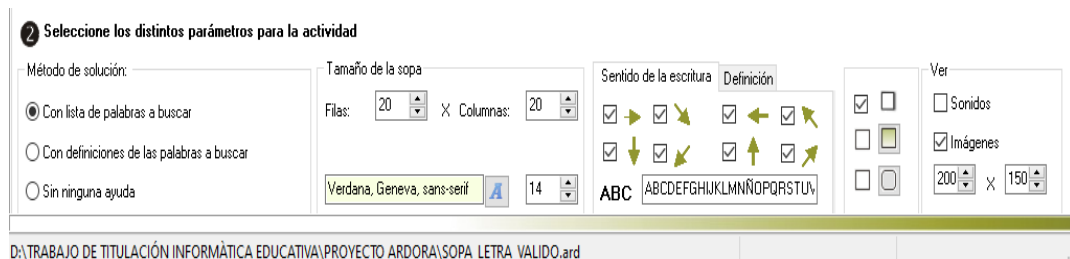 2 Seleccione los distintos parámetros para la actividad
Método de solución:
Con lista de palabras a buscar
Con definiciones de las palabras a buscar
Sin ninguna ayuda
Tamaño de la sopa
Filas: 20 X Columnas: 20
Verdana, Geneva, sans-serif A 14
Sentido de la escritura Definición
ABC ABCDEFGHIJKLMNÑOPQRSTUV
Ver
Sonidos
Imágenes
200 x 150
D:\TRABAJO DE TITULACIÓN INFORMÀTICA EDUCATIVA\PROYECTO ARDORA\SOPA_LETRA_VALIDO.ard